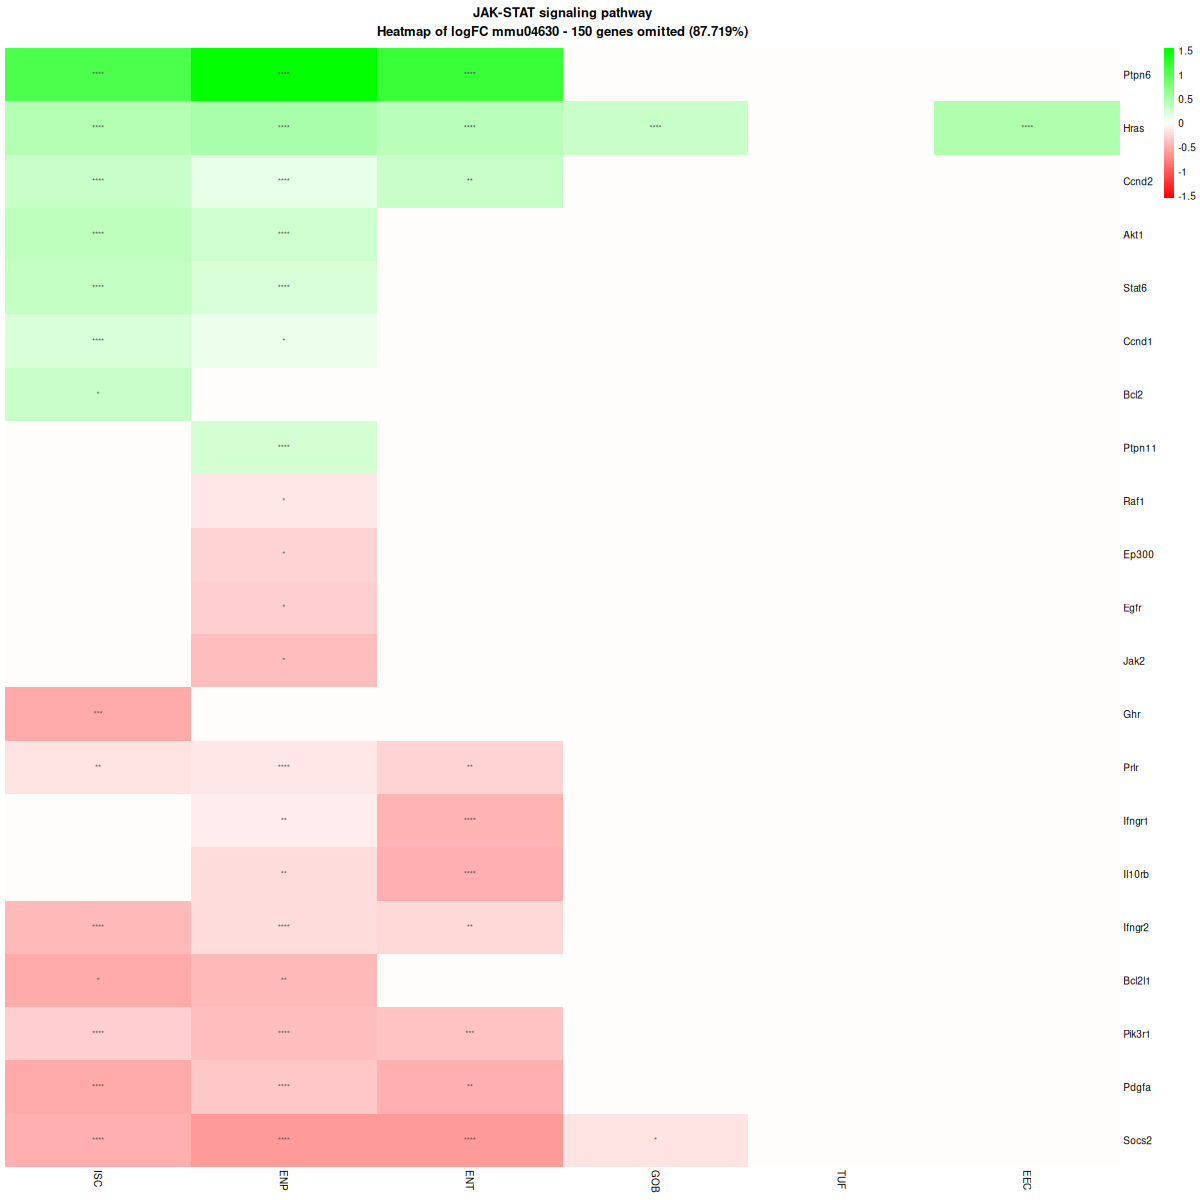 JAK-STAT signaling pathway
Heatmap of logFC mmu04630 - 150 genes omitted (87.719%)
1.5
1
0.5
0
-0.5
-1
-1.5
**** **** **** Ptpn6
**** **** **** **** **** Hras
**** **** ** Ccnd2
**** **** Akt1
**** **** Stat6
**** * Ccnd1
* Bcl2
**** Ptpn11
* Raf1
* Ep300
* Egfr
* Jak2
*** Ghr
** **** ** Prlr
** **** Ifngr1
** **** Il10rb
**** **** ** Ifngr2
* ** Bcl2l1
**** **** *** Pik3r1
**** **** ** Pdgfa
**** **** **** * Socs2
ISC ENP ENT GOB TUF EEC